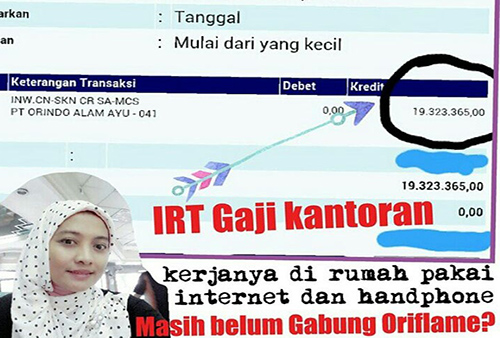 arkan : Tanggal
an : Mulai dari yang kecil
Keterangan Transaksi Debet Kredit
INW.CN-SKN CR SA-MCS
PT ORINDO ALAM AYU - 041 0,00 19.323.365,00
:
19.323.365,00
0,00
IRT Gaji kantoran
kerjanya di rumah pakai
internet dan handphone
Masih belum Gabung Oriflame?